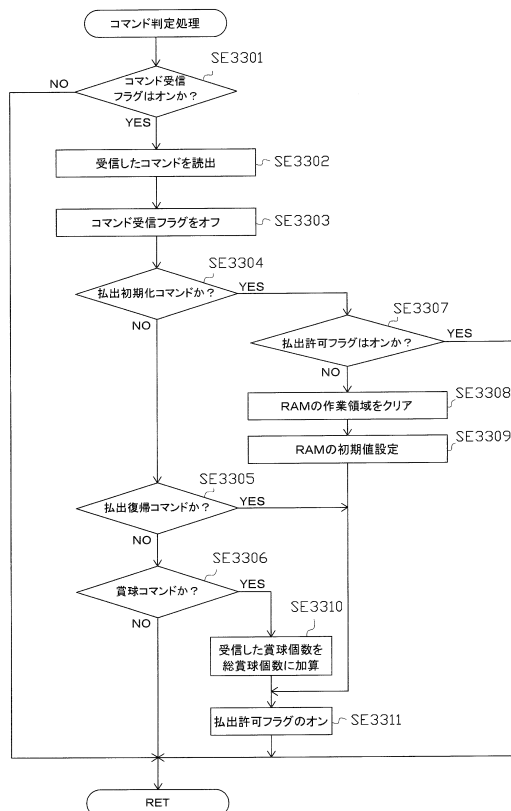 コマンド判定処理
SE3301
コマンド受信
フラグはオンか？
NO
YES
受信したコマンドを読出
SE3302
コマンド受信フラグをオフ
SE3303
SE3304
払出初期化コマンドか？
YES
NO
SE3307
払出許可フラグはオンか？
YES
NO
RAMの作業領域をクリア
SE3308
RAMの初期値設定
SE3309
SE3305
払出復帰コマンドか？
YES
NO
SE3306
賞球コマンドか？
YES
NO
SE3310
受信した賞球個数を
総賞球個数に加算
払出許可フラグのオン
SE3311
RET